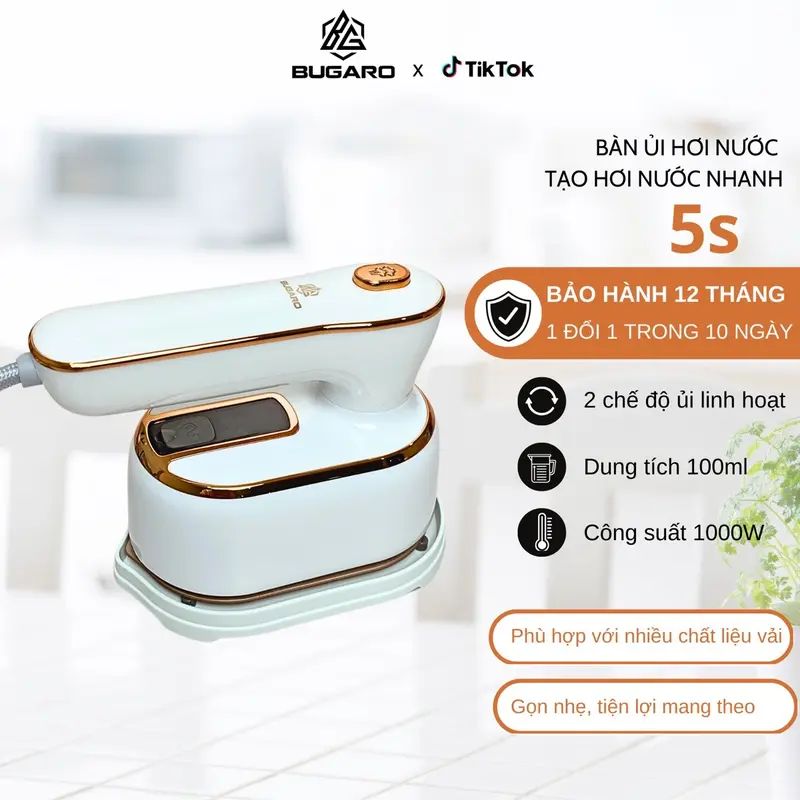 BUGARO x TikTok
BÀN ỦI HƠI NƯỚC
TẠO HƠI NƯỚC NHANH
5s
BẢO HÀNH 12 THÁNG
1 ĐỔI 1 TRONG 10 NGÀY
BUGARO
2 chế độ ủi linh hoạt
Dung tích 100ml
Công suất 1000W
Phù hợp với nhiều chất liệu vải
Gọn nhẹ, tiện lợi mang theo